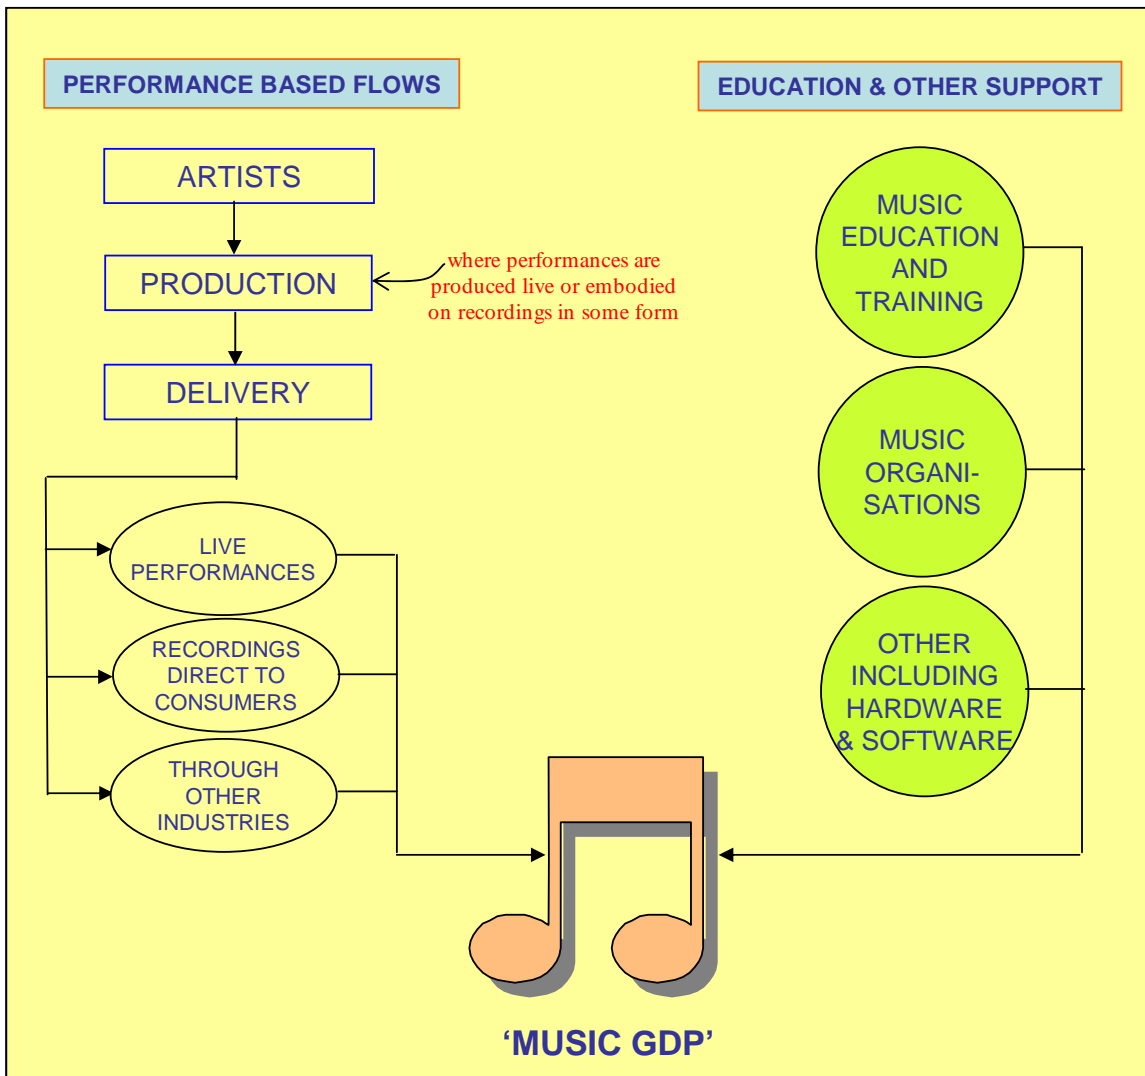 PERFORMANCE BASED FLOWS
EDUCATION & OTHER SUPPORT
ARTISTS
PRODUCTION
where performances are
produced live or embodied
on recordings in some form
DELIVERY
LIVE
PERFORMANCES
RECORDINGS
DIRECT TO
CONSUMERS
THROUGH
OTHER
INDUSTRIES
MUSIC
EDUCATION
AND
TRAINING
MUSIC
ORGANI-
SATIONS
OTHER
INCLUDING
HARDWARE
& SOFTWARE
‘MUSIC GDP’